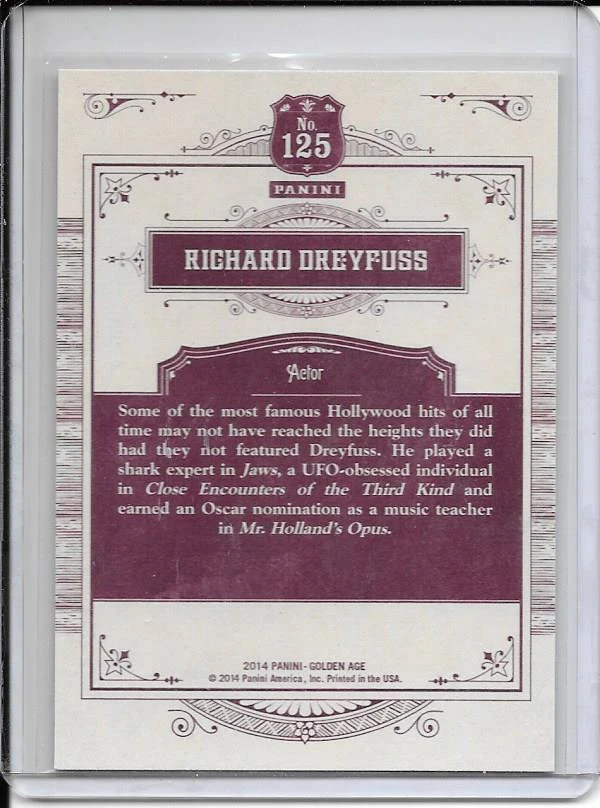 No.
125
PANINI
RICHARD DREYFUSS
Actor
Some of the most famous Hollywood hits of all
time may not have reached the heights they did
had they not featured Dreyfuss. He played a
shark expert in Jaws, a UFO-obsessed individual
in Close Encounters of the Third Kind and
earned an Oscar nomination as a music teacher
in Mr. Holland's Opus.
2014 PANINI - GOLDEN AGE
© 2014 Panini America, Inc. Printed in the USA.